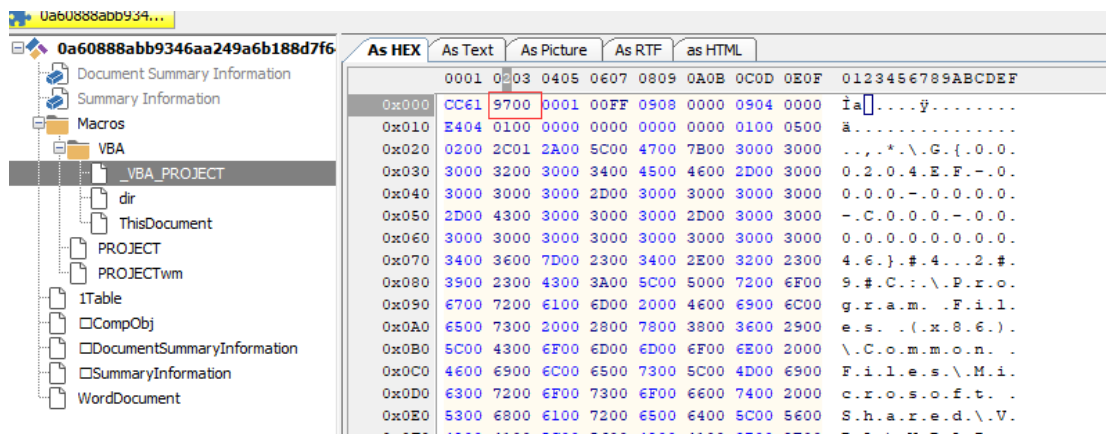 0a60888abb934...
0a60888abb9346aa249a6b188d7f6
Document Summary Information
Summary Information
Macros
VBA
_VBA_PROJECT
dir
ThisDocument
PROJECT
PROJECTwm
1Table
□CompObj
□DocumentSummaryInformation
□SummaryInformation
WordDocument
As HEX As Text As Picture As RTF as HTML
0001 0203 0405 0607 0809 0A0B 0C0D 0E0F 0123456789ABCDEF
0x000 CC61 9700 0001 00FF 0908 0000 0904 0000 Ìa□....ÿ........
0x010 E404 0100 0000 0000 0000 0000 0100 0500 ä...............
0x020 0200 2C01 2A00 5C00 4700 7B00 3000 3000 ..,.*.\.G.{.0.0.
0x030 3000 3200 3000 3400 4500 4600 2D00 3000 0.2.0.4.E.F.-.0.
0x040 3000 3000 3000 2D00 3000 3000 3000 3000 0.0.0.-.0.0.0.0.
0x050 2D00 4300 3000 3000 3000 2D00 3000 3000 -.C.0.0.0.-.0.0.
0x060 3000 3000 3000 3000 3000 3000 3000 3000 0.0.0.0.0.0.0.0.
0x070 3400 3600 7D00 2300 3400 2E00 3200 2300 4.6.}.#.4...2.#.
0x080 3900 2300 4300 3A00 5C00 5000 7200 6F00 9.#.C.:.\.P.r.o.
0x090 6700 7200 6100 6D00 2000 4600 6900 6C00 g.r.a.m. .F.i.l.
0x0A0 6500 7300 2000 2800 7800 3800 3600 2900 e.s. .(.x.8.6.).
0x0B0 5C00 4300 6F00 6D00 6D00 6F00 6E00 2000 \.C.o.m.m.o.n. .
0x0C0 4600 6900 6C00 6500 7300 5C00 4D00 6900 F.i.l.e.s.\.M.i.
0x0D0 6300 7200 6F00 7300 6F00 6600 7400 2000 c.r.o.s.o.f.t. .
0x0E0 5300 6800 6100 7200 6500 6400 5C00 5600 S.h.a.r.e.d.\.V.